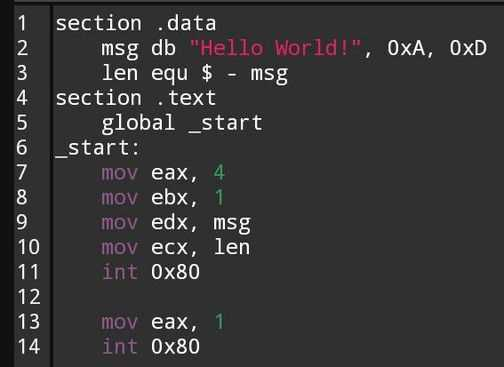 1 section .data
2     msg db "Hello World!", 0xA, 0xD
3     len equ $ - msg
4 section .text
5     global _start
6 _start:
7     mov eax, 4
8     mov ebx, 1
9     mov edx, msg
10     mov ecx, len
11     int 0x80
12
13     mov eax, 1
14     int 0x80